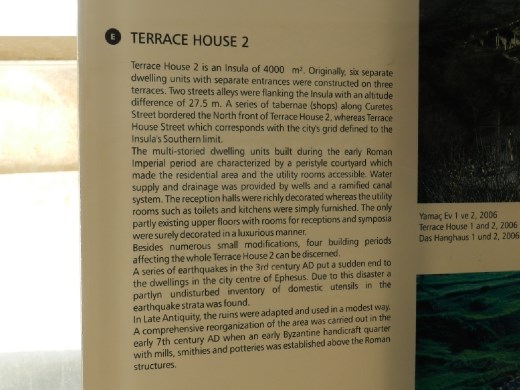 E TERRACE HOUSE 2
Terrace House 2 is an Insula of 4000 m². Originally, six separate
dwelling units with separate entrances were constructed on three
terraces. Two streets alleys were flanking the Insula with an altitude
difference of 27.5 m. A series of tabernae (shops) along Curetes
Street bordered the North front of Terrace House 2, whereas Terrace
House Street which corresponds with the city's grid defined to the
Insula's Southern limit.
The multi-storied dwelling units built during the early Roman
Imperial period are characterized by a peristyle courtyard which
made the residential area and the utility rooms accessible. Water
supply and drainage was provided by wells and a ramified canal
system. The reception halls were richly decorated whereas the utility
rooms such as toilets and kitchens were simply furnished. The only
partly existing upper floors with rooms for receptions and symposia
were surely decorated in a luxurious manner.
Besides numerous small modifications, four building periods
affecting the whole Terrace House 2 can be discerned.
A series of earthquakes in the 3rd century AD put a sudden end to
the dwellings in the city centre of Ephesus. Due to this disaster a
partlyn undisturbed inventory of domestic utensils in the
earthquake strata was found.
In Late Antiquity, the ruins were adapted and used in a modest way.
A comprehensive reorganization of the area was carried out in the
early 7th century AD when an early Byzantine handicraft quarter
with mills, smithies and potteries was established above the Roman
structures.
Yamaç Ev 1 ve 2, 2006
Terrace House 1 and 2, 2006
Das Hanghaus 1 und 2, 2006